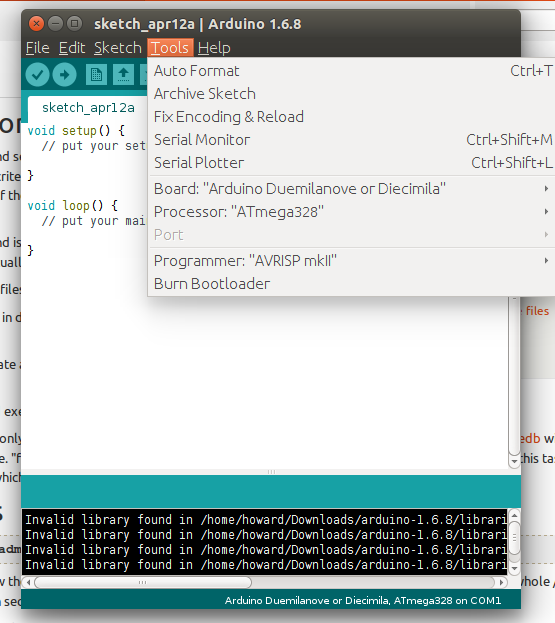 sketch_apr12a | Arduino 1.6.8
File Edit Sketch Tools Help
sketch_apr12a
void setup() {
// put your set
}
void loop() {
// put your mai
}
Auto Format Ctrl+T
Archive Sketch
Fix Encoding & Reload
Serial Monitor Ctrl+Shift+M
Serial Plotter Ctrl+Shift+L
Board: "Arduino Duemilanove or Diecimila"
Processor: "ATmega328"
Port
Programmer: "AVRISP mkII"
Burn Bootloader
files
Invalid library found in /home/howard/Downloads/arduino-1.6.8/librari
Invalid library found in /home/howard/Downloads/arduino-1.6.8/librari
Invalid library found in /home/howard/Downloads/arduino-1.6.8/librari
Invalid library found in /home/howard/Downloads/arduino-1.6.8/librari
Arduino Duemilanove or Diecimila, ATmega328 on COM1